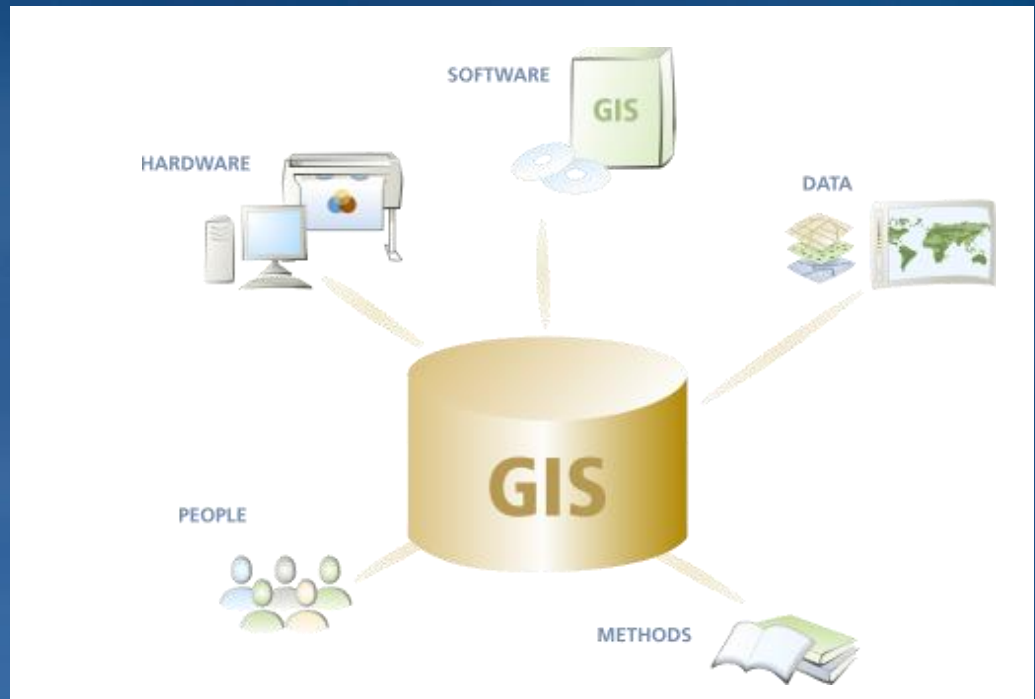 SOFTWARE
GIS
HARDWARE
DATA
GIS
PEOPLE
METHODS